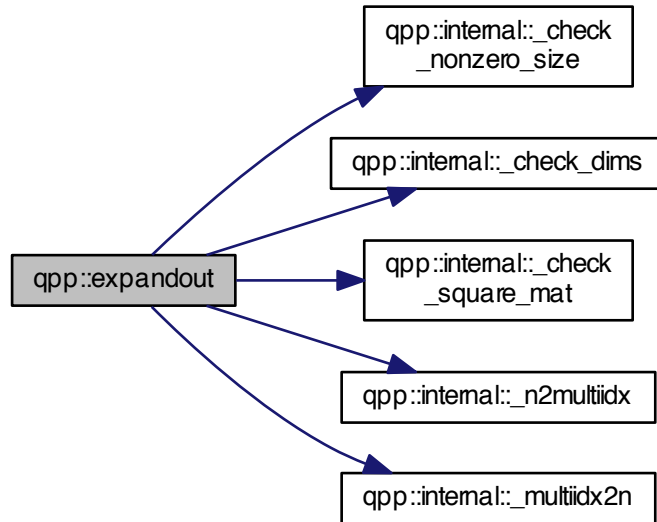 qpp::internal::_check
_nonzero_size
qpp::internal::_check_dims
qpp::expandout
qpp::internal::_check
_square_mat
qpp::internal::_n2multiidx
qpp::internal::_multiidx2n